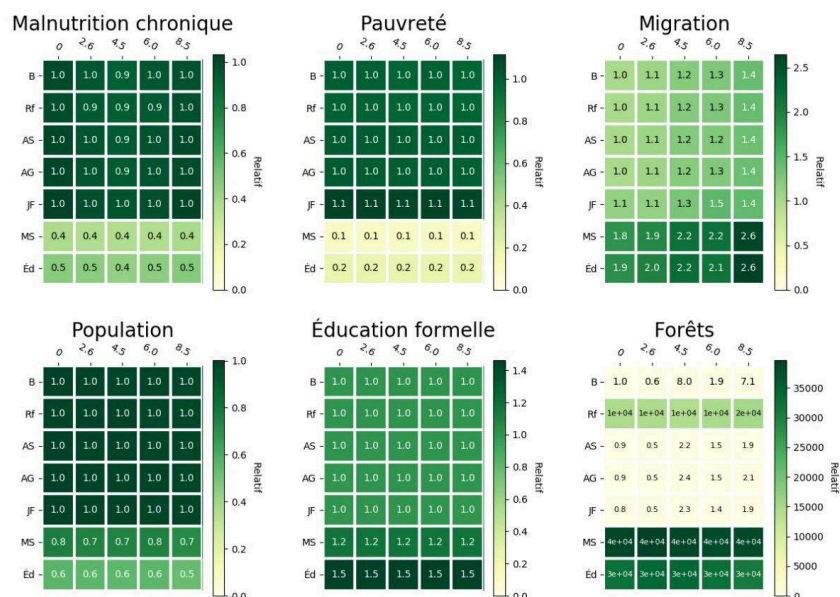 Malnutrition chronique
0 2.6 4.5 6.0 8.5
B 1.0 1.0 0.9 1.0 1.0
Rf 1.0 0.9 0.9 0.9 1.0
AS 1.0 1.0 0.9 1.0 1.0
AG 1.0 1.0 0.9 1.0 1.0
JF 1.0 1.0 1.0 1.0 1.0
MS 0.4 0.4 0.4 0.4 0.4
Éd 0.5 0.5 0.4 0.5 0.5
1.0
0.8
0.6
0.4
0.2
0.0
Relatif
Pauvreté
0 2.6 4.5 6.0 8.5
1.0 1.0 1.0 1.0 1.0
1.0 1.0 1.0 1.0 1.0
1.0 1.0 1.0 1.0 1.0
1.0 1.0 1.0 1.0 1.0
1.1 1.1 1.1 1.1 1.1
0.1 0.1 0.1 0.1 0.1
0.2 0.2 0.2 0.2 0.2
1.0
0.8
0.6
0.4
0.2
0.0
Relatif
Migration
0 2.6 4.5 6.0 8.5
B 1.0 1.1 1.2 1.3 1.4
Rf 1.0 1.1 1.2 1.3 1.4
AS 1.0 1.1 1.2 1.2 1.4
AG 1.0 1.1 1.2 1.3 1.4
JF 1.1 1.1 1.3 1.5 1.4
MS 1.8 1.9 2.2 2.2 2.6
Éd 1.9 2.0 2.2 2.1 2.6
2.5
2.0
1.5
1.0
0.5
0.0
Relatif
Population
0 2.6 4.5 6.0 8.5
B 1.0 1.0 1.0 1.0 1.0
Rf 1.0 1.0 1.0 1.0 1.0
AS 1.0 1.0 1.0 1.0 1.0
AG 1.0 1.0 1.0 1.0 1.0
JF 1.0 1.0 1.0 1.0 1.0
MS 0.8 0.7 0.7 0.8 0.7
Éd 0.6 0.6 0.6 0.6 0.5
1.0
0.8
0.6
0.4
0.2
0.0
Relatif
Éducation formelle
0 2.6 4.5 6.0 8.5
B 1.0 1.0 1.0 1.0 1.0
Rf 1.0 1.0 1.0 1.0 1.0
AS 1.0 1.0 1.0 1.0 1.0
AG 1.0 1.0 1.0 1.0 1.0
JF 1.0 1.0 1.0 1.0 1.0
MS 1.2 1.2 1.2 1.2 1.2
Éd 1.5 1.5 1.5 1.5 1.5
1.4
1.2
1.0
0.8
0.6
0.4
0.2
0.0
Relatif
Forêts
0 2.6 4.5 6.0 8.5
B 1.0 0.6 8.0 1.9 7.1
Rf 1e+04 1e+04 1e+04 1e+04 2e+04
AS 0.9 0.5 2.2 1.5 1.9
AG 0.9 0.5 2.4 1.5 2.1
JF 0.8 0.5 2.3 1.4 1.9
MS 4e+04 4e+04 4e+04 4e+04 4e+04
Éd 3e+04 3e+04 3e+04 3e+04 3e+04
35000
30000
25000
20000
15000
10000
5000
0
Relatif